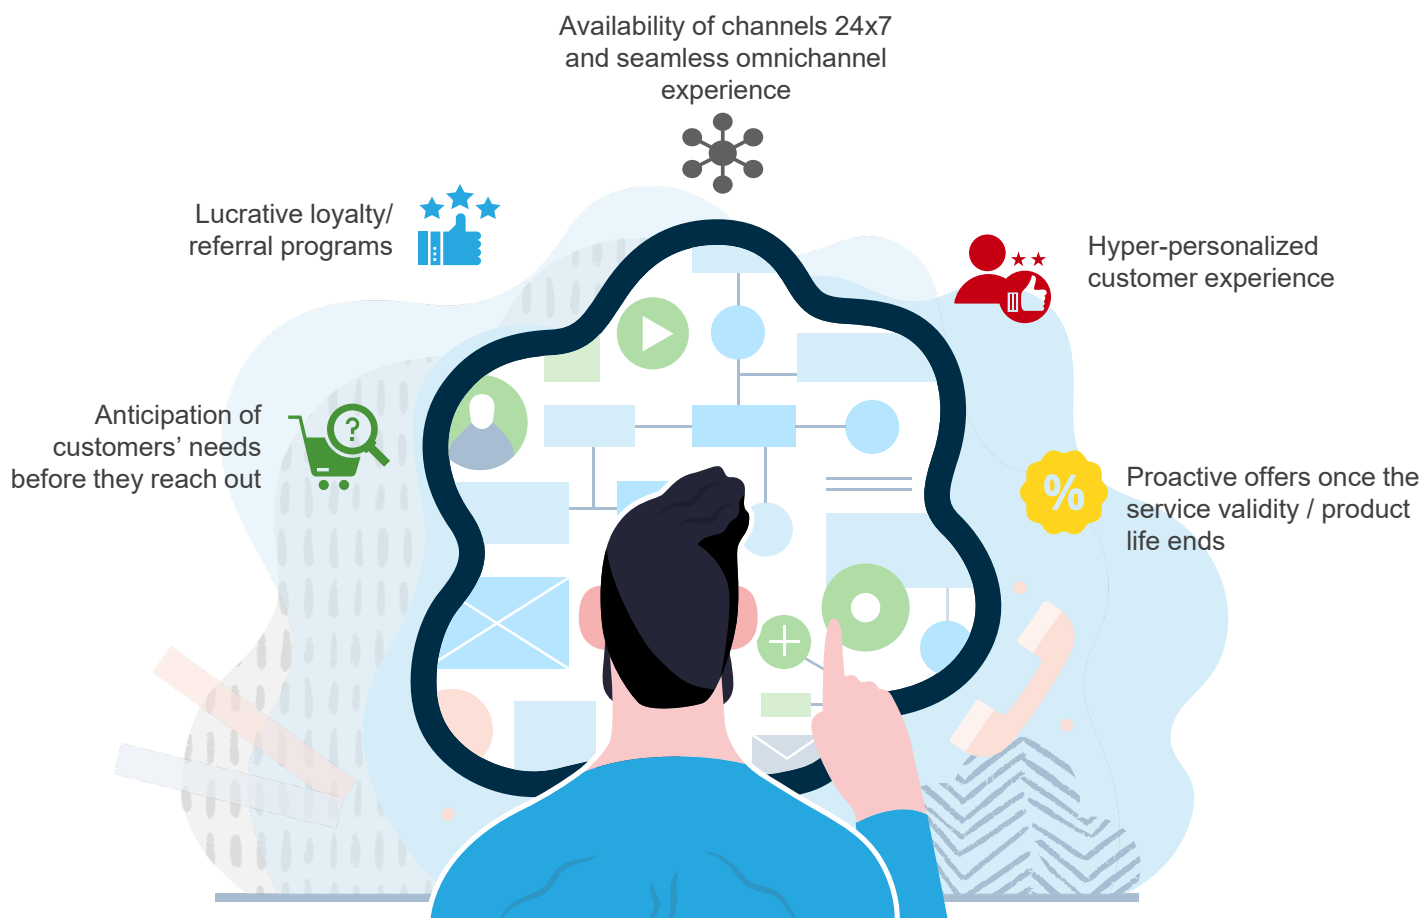 Availability of channels 24x7
and seamless omnichannel
experience
Lucrative loyalty/
referral programs
Hyper-personalized
customer experience
Anticipation of
customers’ needs
before they reach out
?
%
Proactive offers once the
service validity / product
life ends